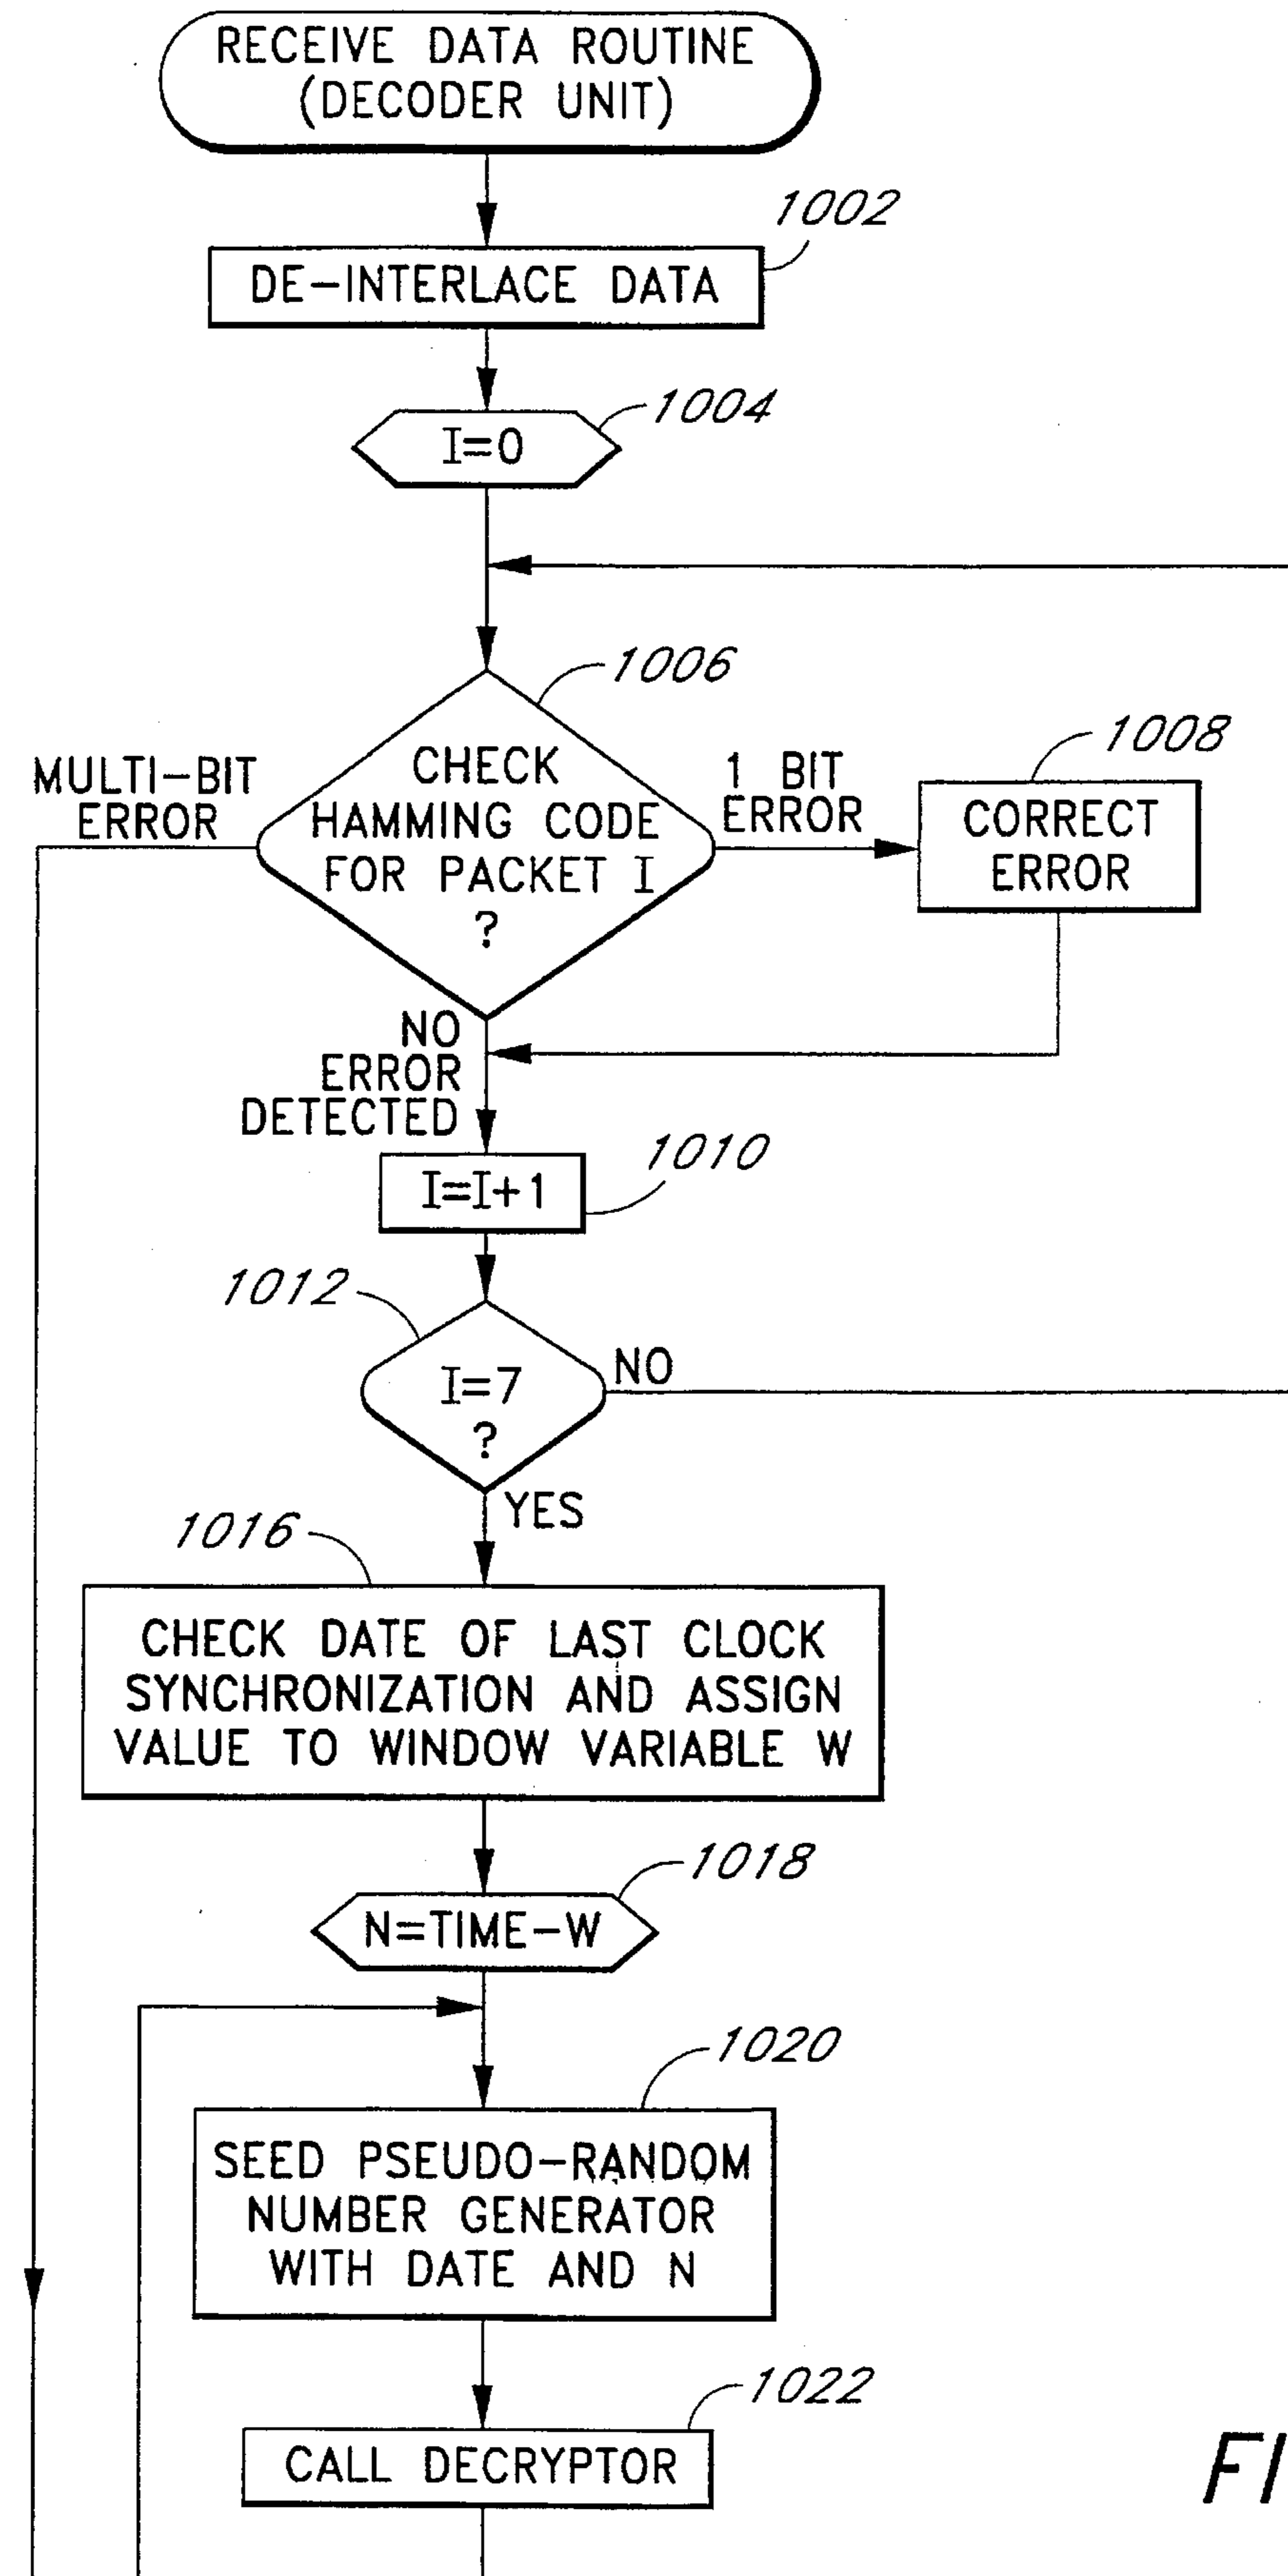 RECEIVE DATA ROUTINE
(DECODER UNIT)
1002
DE-INTERLACE DATA
1004
I=0
1006
CHECK
HAMMING CODE
FOR PACKET I
?
MULTI-BIT
ERROR
1 BIT
ERROR
1008
CORRECT
ERROR
NO
ERROR
DETECTED
1010
I=I+1
1012
I=7
?
NO
YES
1016
CHECK DATE OF LAST CLOCK
SYNCHRONIZATION AND ASSIGN
VALUE TO WINDOW VARIABLE W
1018
N=TIME-W
1020
SEED PSEUDO-RANDOM
NUMBER GENERATOR
WITH DATE AND N
1022
CALL DECRYPTOR
FI